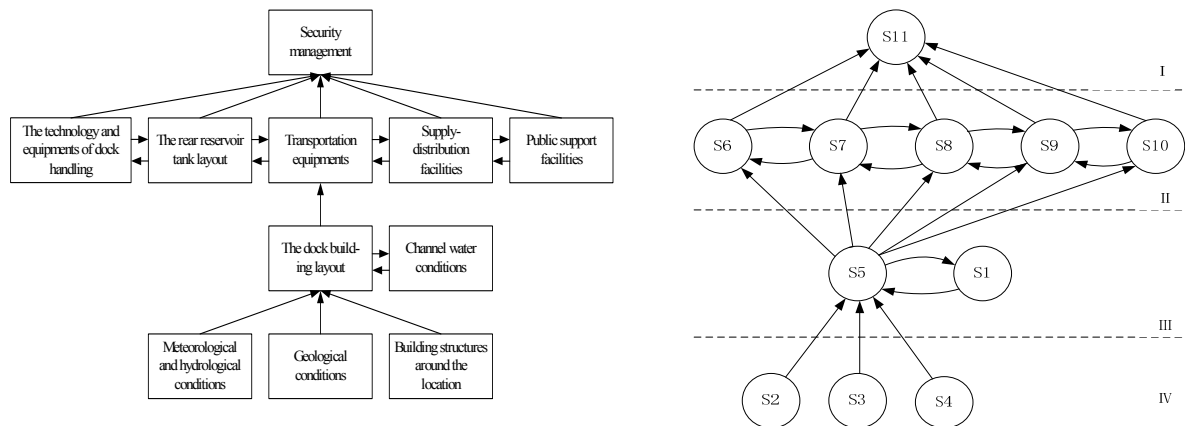 Security
management
The technology and
equipments of dock
handling
The rear reservoir
tank layout
Transportation
equipments
Supply-
distribution
facilities
Public support
facilities
The dock build-
ing layout
Channel water
conditions
Meteorological
and hydrological
conditions
Geological
conditions
Building structures
around the
location
S11
I
S6
S7
S8
S9
S10
II
S5
S1
III
S2
S3
S4
IV